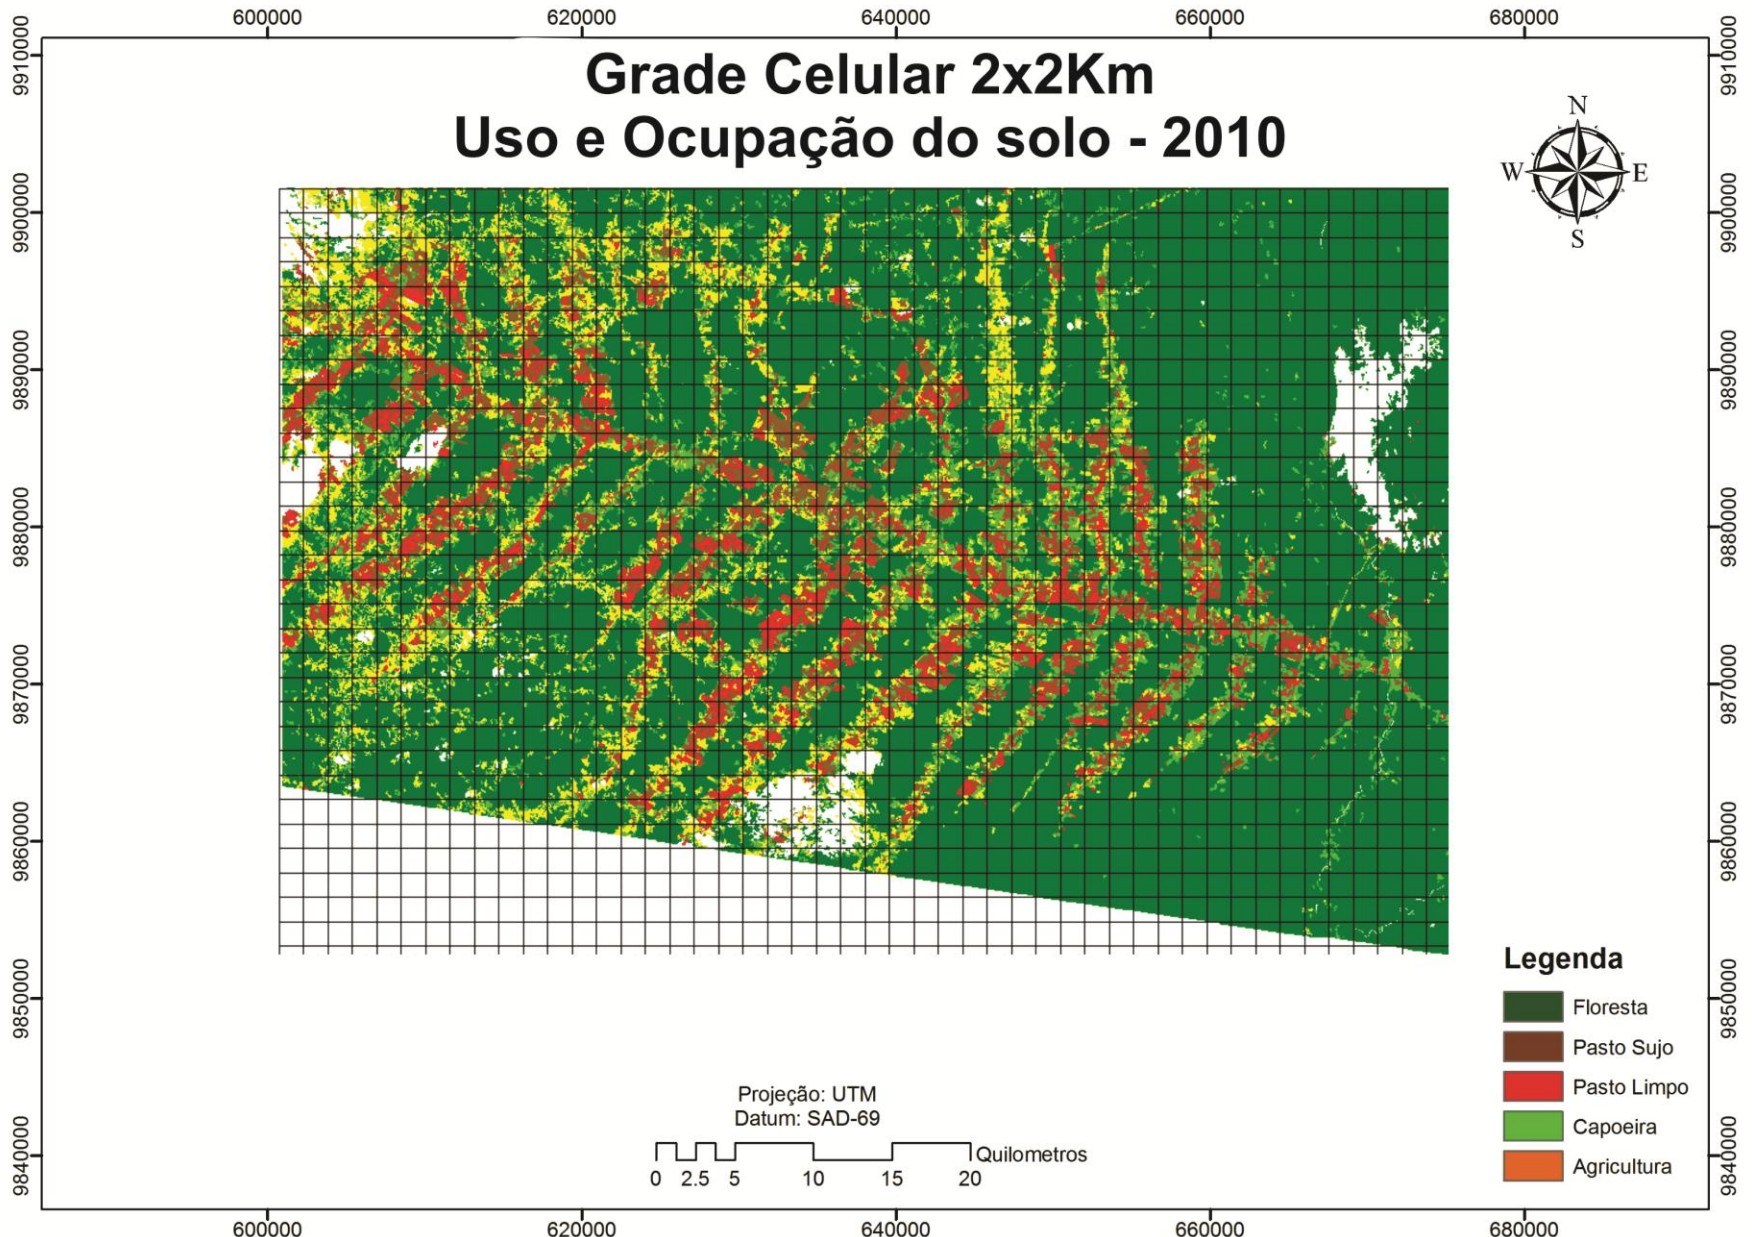 600000 620000 640000 660000 680000
9910000 9910000
Grade Celular 2x2Km
Uso e Ocupação do solo - 2010
N
W E
S
9900000 9900000
9890000 9890000
9880000 9880000
9870000 9870000
9860000 9860000
9850000 9850000
9840000 9840000
Legenda
Floresta
Pasto Sujo
Pasto Limpo
Capoeira
Agricultura
Projeção: UTM
Datum: SAD-69
Quilometros
0 2.5 5 10 15 20
600000 620000 640000 660000 680000